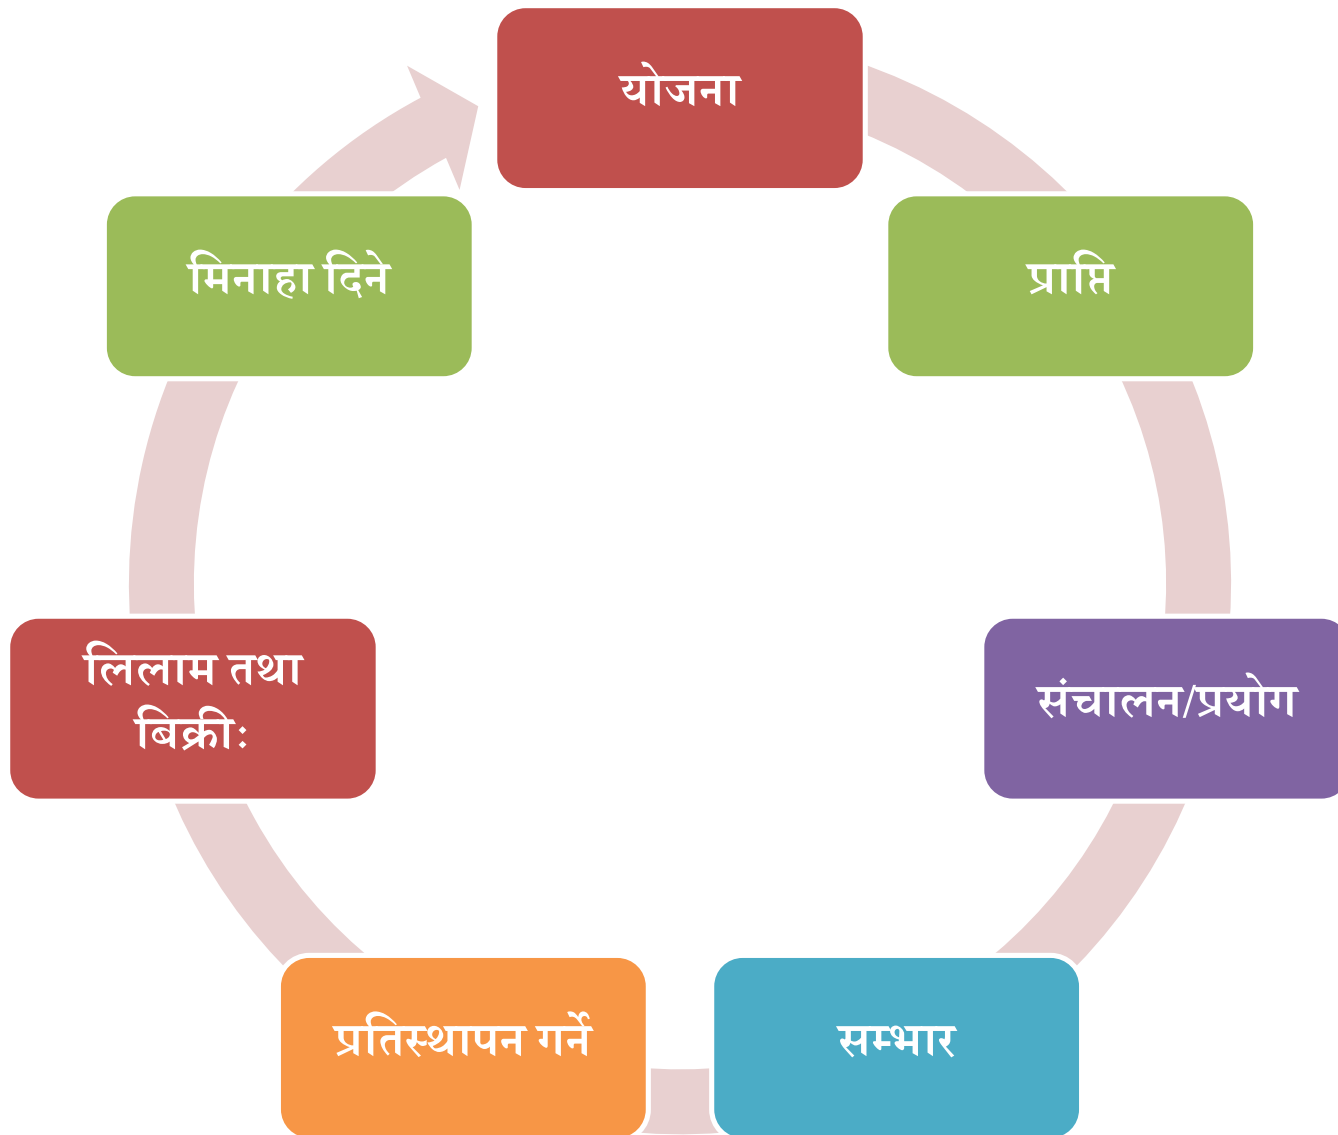 योजना
प्राप्ति
संचालन/प्रयोग
सम्भार
प्रतिस्थापन गर्ने
लिलाम तथा
बिक्रीः
मिनाहा दिने